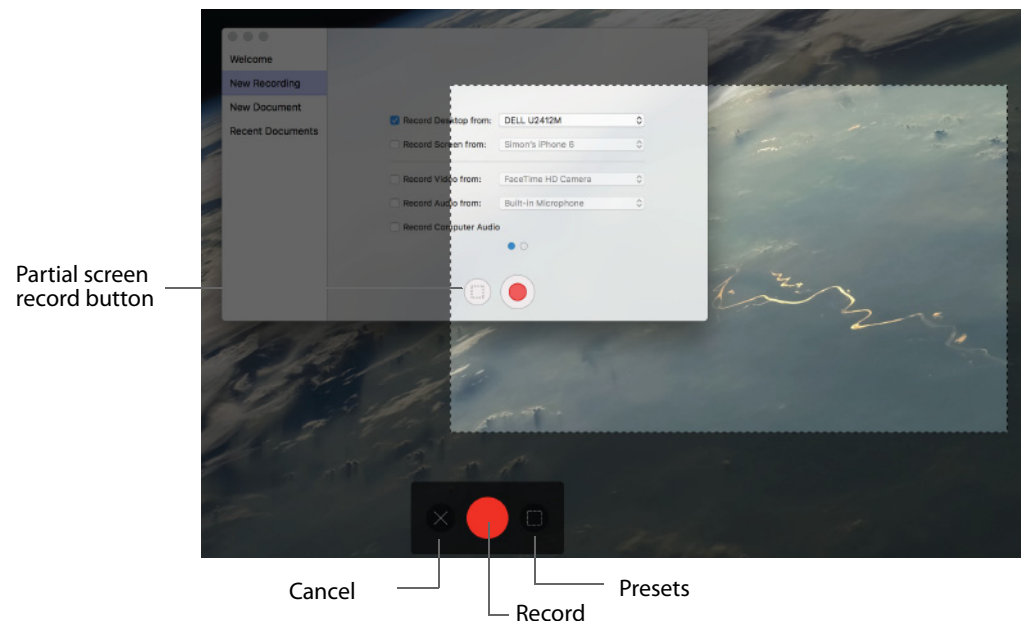 Welcome
New Recording
New Document
Recent Documents
Record Desktop from: DELL U2412M
Record Screen from: Simon's iPhone 6
Record Video from: FaceTime HD Camera
Record Audio from: Built-in Microphone
Record Computer Audio
Partial screen
record button
Cancel
Presets
Record